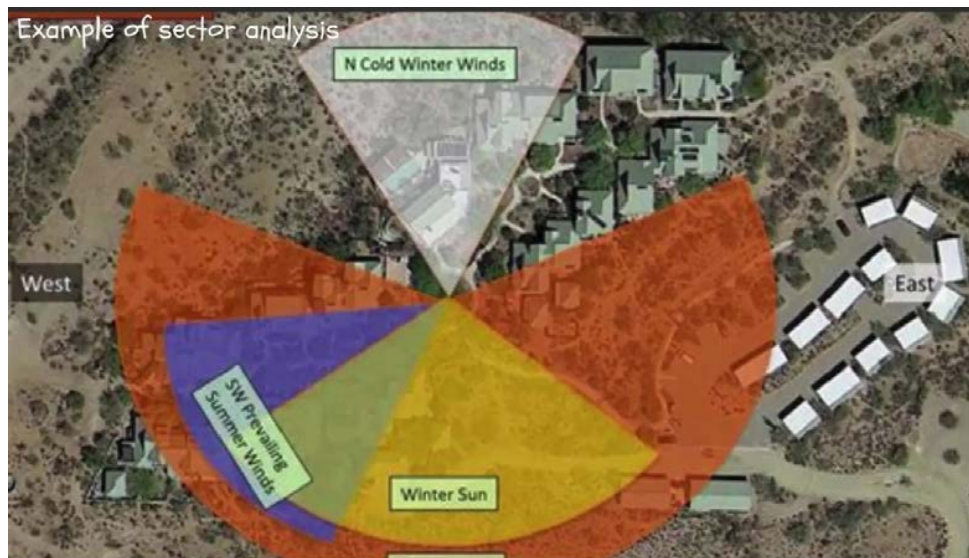 Example of sector analysis
N Cold Winter Winds
West
East
SW Prevailing
Summer Winds
Winter Sun